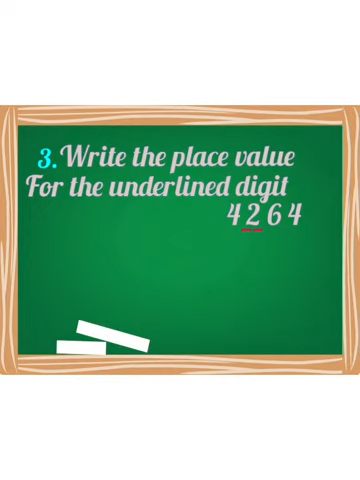 3. Write the place value
For the underlined digit
4264